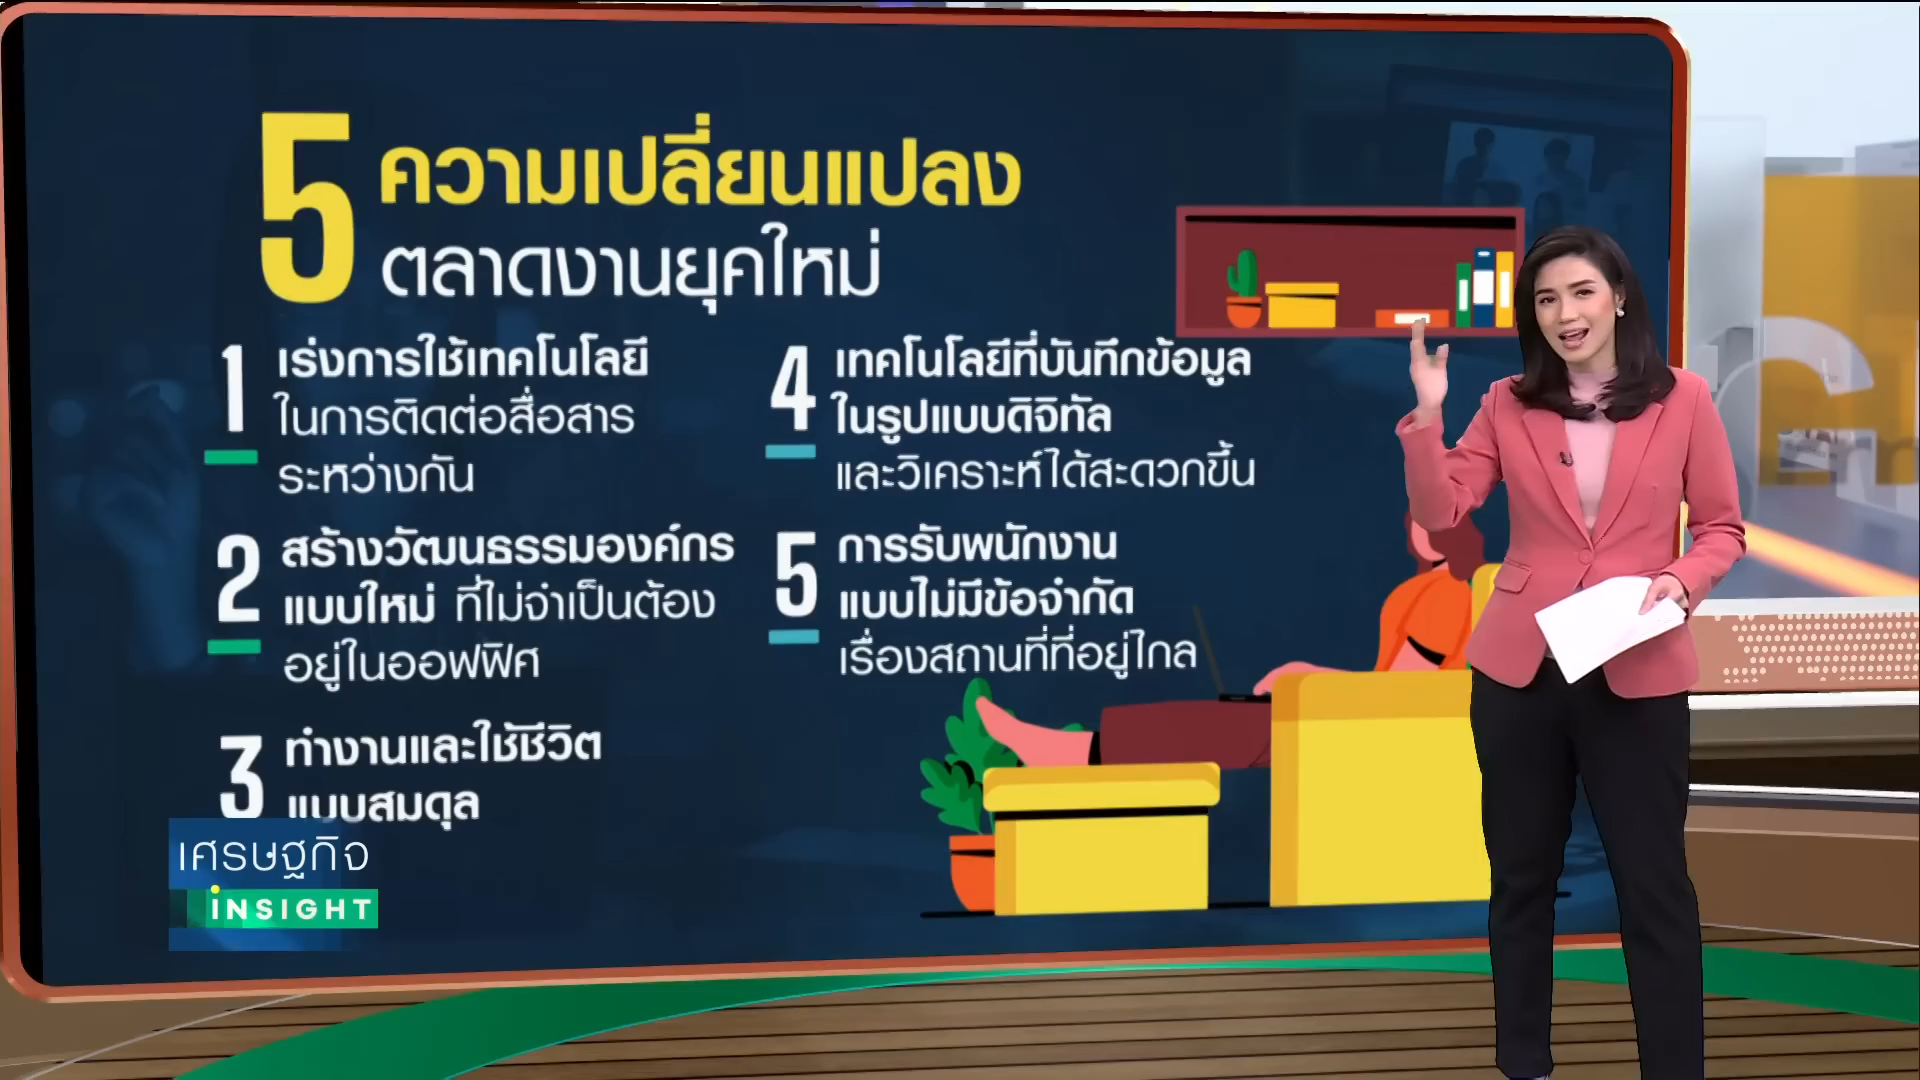 5 ความเปลี่ยนแปลง
ตลาดงานยุคใหม่
1 เร่งการใช้เทคโนโลยี
ในการติดต่อสื่อสาร
ระหว่างกัน
2 สร้างวัฒนธรรมองค์กร
แบบใหม่ ที่ไม่จำเป็นต้อง
อยู่ในออฟฟิศ
3 ทำงานและใช้ชีวิต
แบบสมดุล
4 เทคโนโลยีที่บันทึกข้อมูล
ในรูปแบบดิจิทัล
และวิเคราะห์ได้สะดวกขึ้น
5 การรับพนักงาน
แบบไม่มีข้อจำกัด
เรื่องสถานที่ที่อยู่ไกล
เศรษฐกิจ
INSIGHT